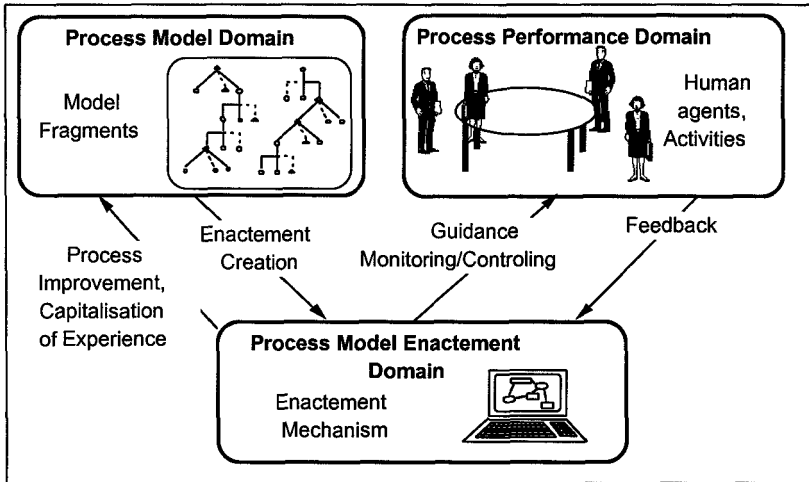 Process Model Domain
Model
Fragments
Process Performance Domain
Human
agents,
Activities
Process
Improvement,
Capitalisation
of Experience
Enactement
Creation
Guidance
Monitoring/Controling
Feedback
Process Model Enactement
Domain
Enactement
Mechanism